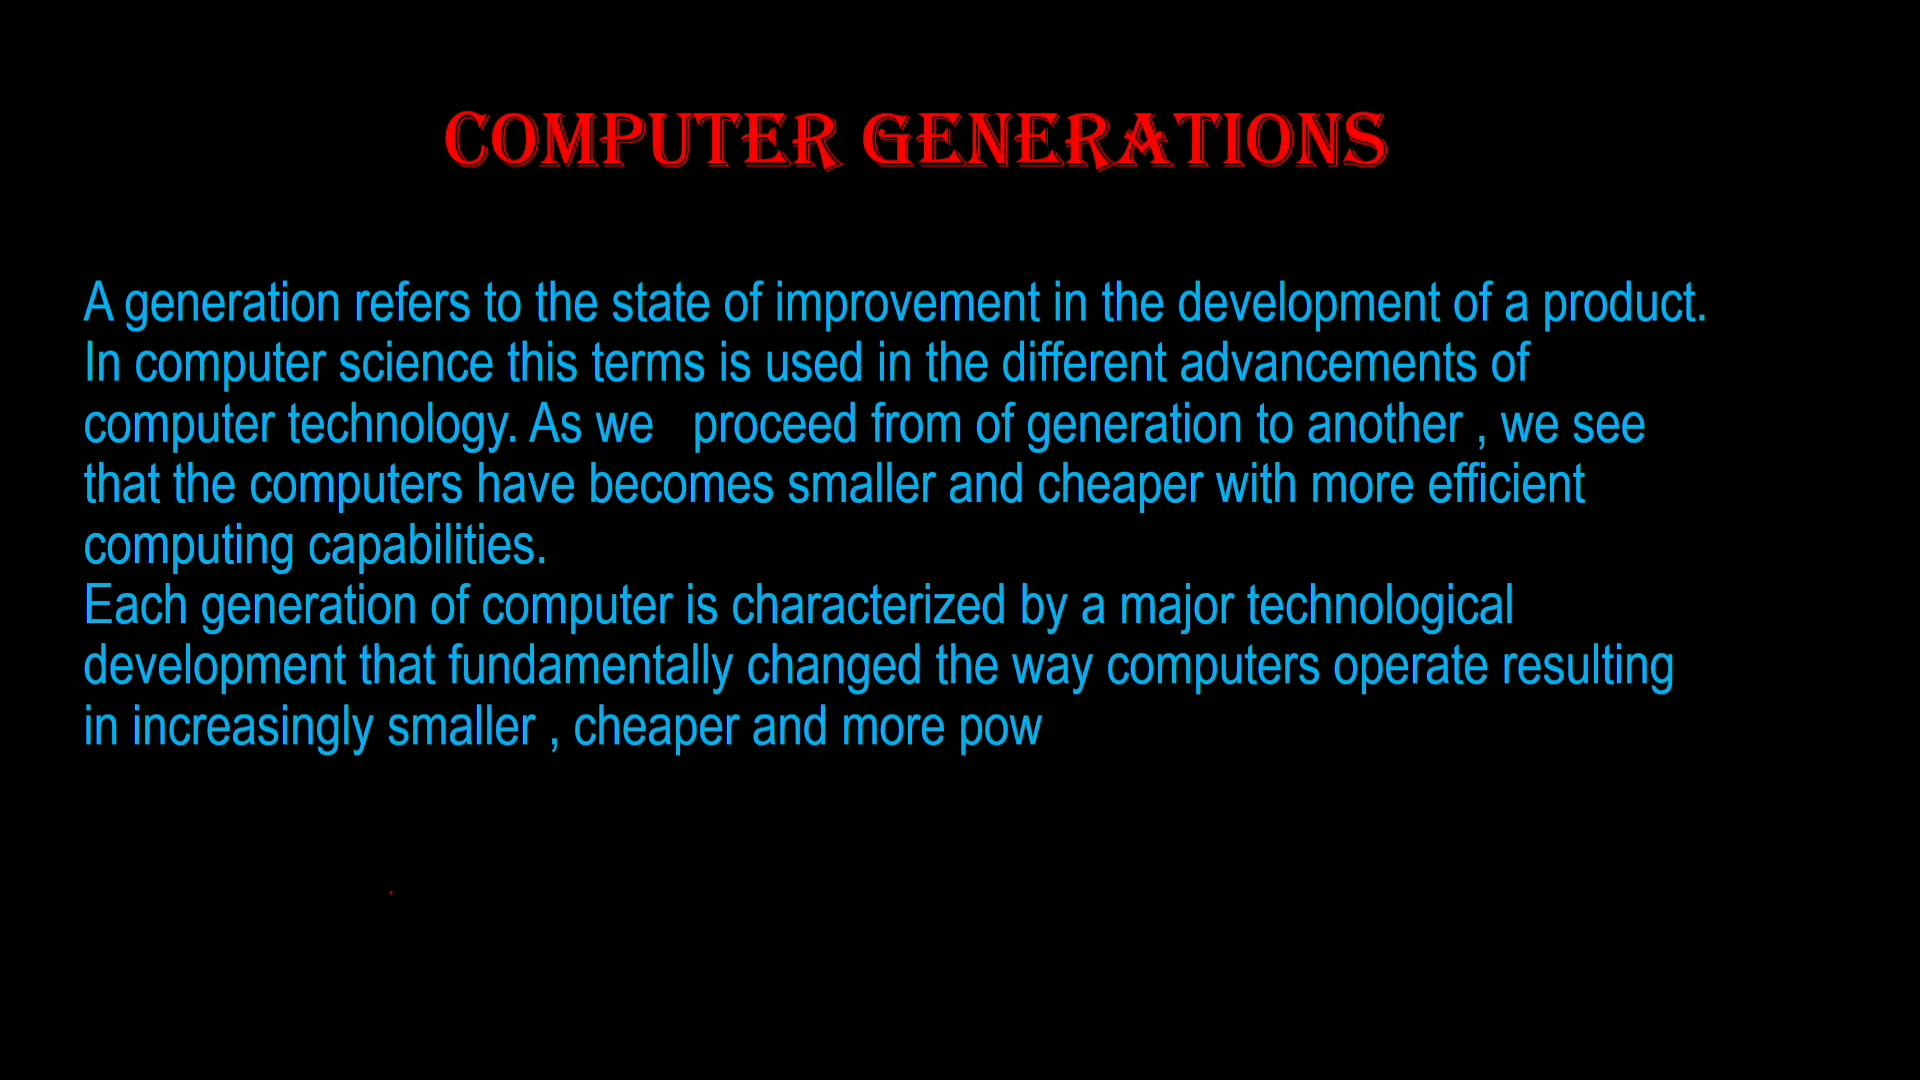 COMPUTER GENERATIONS
A generation refers to the state of improvement in the development of a product.
In computer science this terms is used in the different advancements of
computer technology. As we   proceed from of generation to another , we see
that the computers have becomes smaller and cheaper with more efficient
computing capabilities.
Each generation of computer is characterized by a major technological
development that fundamentally changed the way computers operate resulting
in increasingly smaller , cheaper and more pow